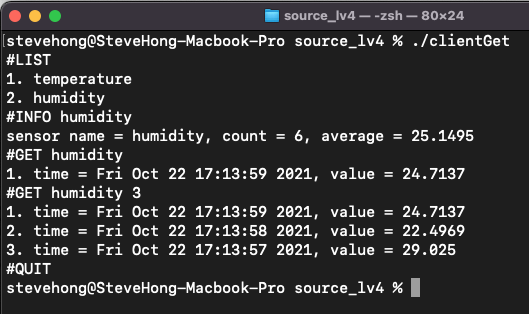 source_lv4 — -zsh — 80×24
stevehong@SteveHong-Macbook-Pro source_lv4 % ./clientGet
#LIST
1. temperature
2. humidity
#INFO humidity
sensor name = humidity, count = 6, average = 25.1495
#GET humidity
1. time = Fri Oct 22 17:13:59 2021, value = 24.7137
#GET humidity 3
1. time = Fri Oct 22 17:13:59 2021, value = 24.7137
2. time = Fri Oct 22 17:13:58 2021, value = 22.4969
3. time = Fri Oct 22 17:13:57 2021, value = 29.025
#QUIT
stevehong@SteveHong-Macbook-Pro source_lv4 %